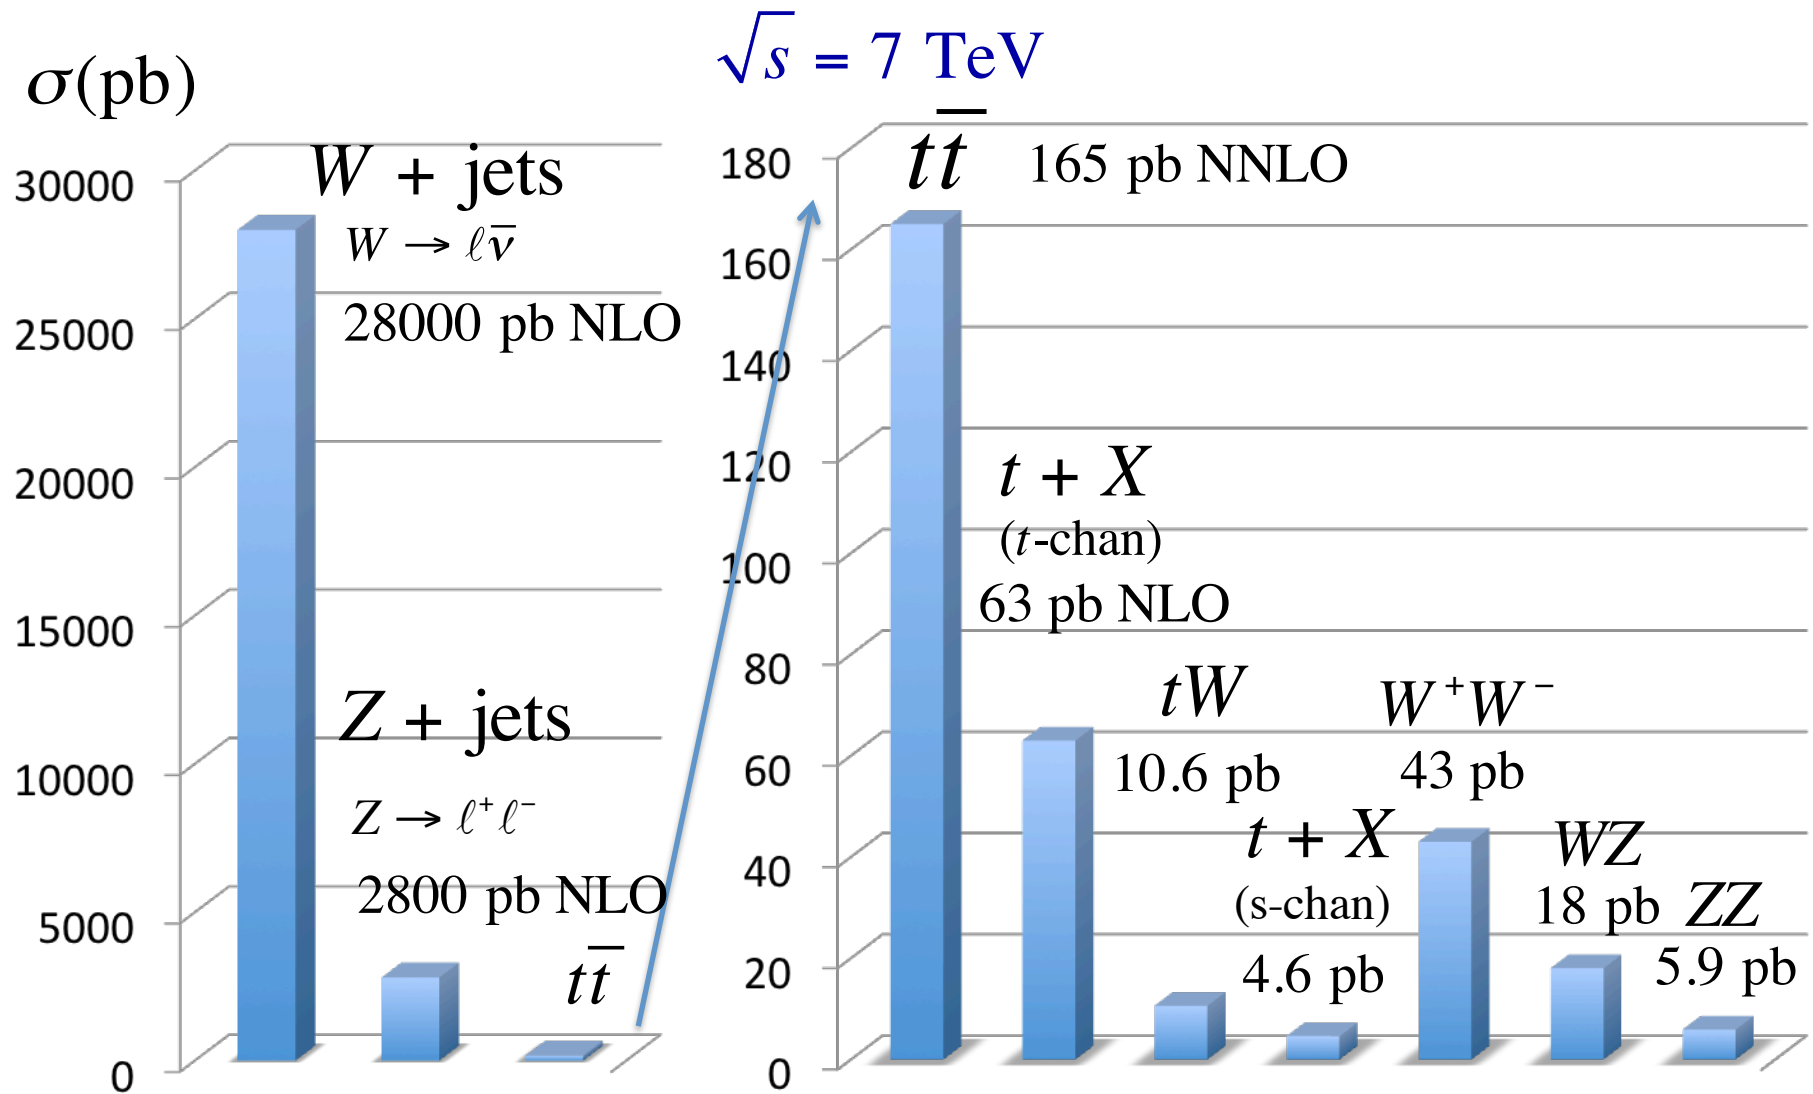 √s = 7 TeV
σ(pb)
30000
25000
20000
15000
10000
5000
0
W + jets
W → ℓν̅
28000 pb NLO
Z + jets
Z → ℓ⁺ℓ⁻
2800 pb NLO
tt̅
180
160
140
120
100
80
60
40
20
0
tt̅ 165 pb NNLO
t + X
(t-chan)
63 pb NLO
tW
10.6 pb
t + X
(s-chan)
4.6 pb
W⁺W⁻
43 pb
WZ
18 pb
ZZ
5.9 pb